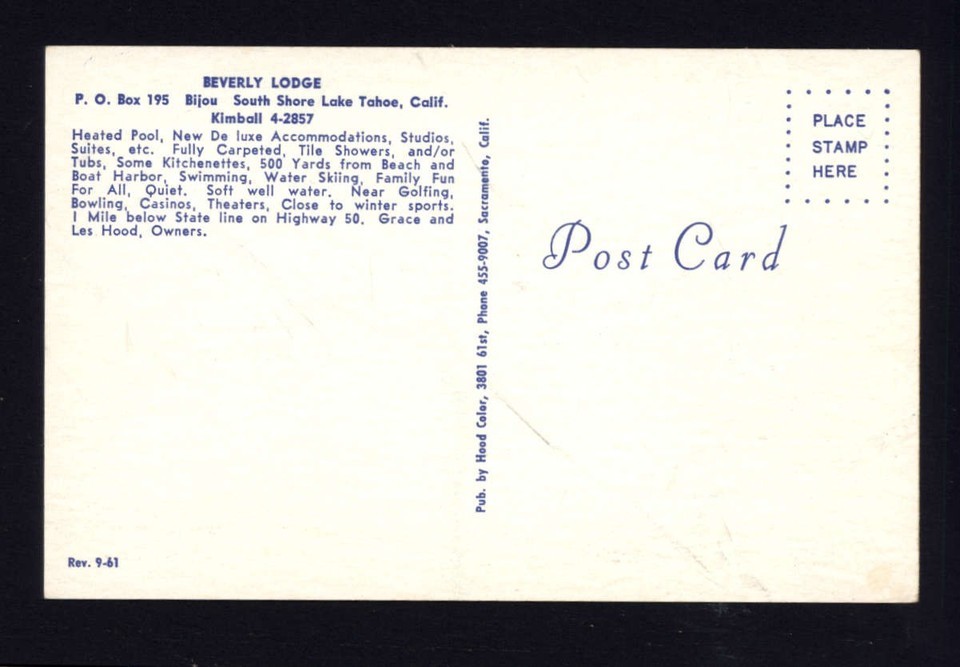 BEVERLY LODGE
P. O. Box 195 Bijou South Shore Lake Tahoe, Calif.
Kimball 4-2857
Heated Pool, New De luxe Accommodations, Studios,
Suites, etc. Fully Carpeted, Tile Showers, and/or
Tubs, Some Kitchenettes, 500 Yards from Beach and
Boat Harbor, Swimming, Water Skiing, Family Fun
For All, Quiet. Soft well water. Near Golfing,
Bowling, Casinos, Theaters, Close to winter sports.
1 Mile below State line on Highway 50. Grace and
Les Hood, Owners.
Rev. 9-61
Pub. by Hood Color, 3801 61st, Phone 455-9007, Sacramento, Calif.
PLACE
STAMP
HERE
Post Card